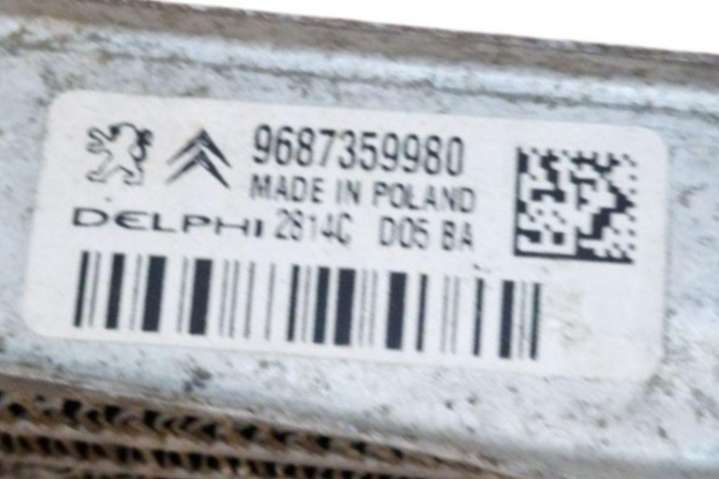 9687359980
MADE IN POLAND
DELPHI 2814C D05 BA